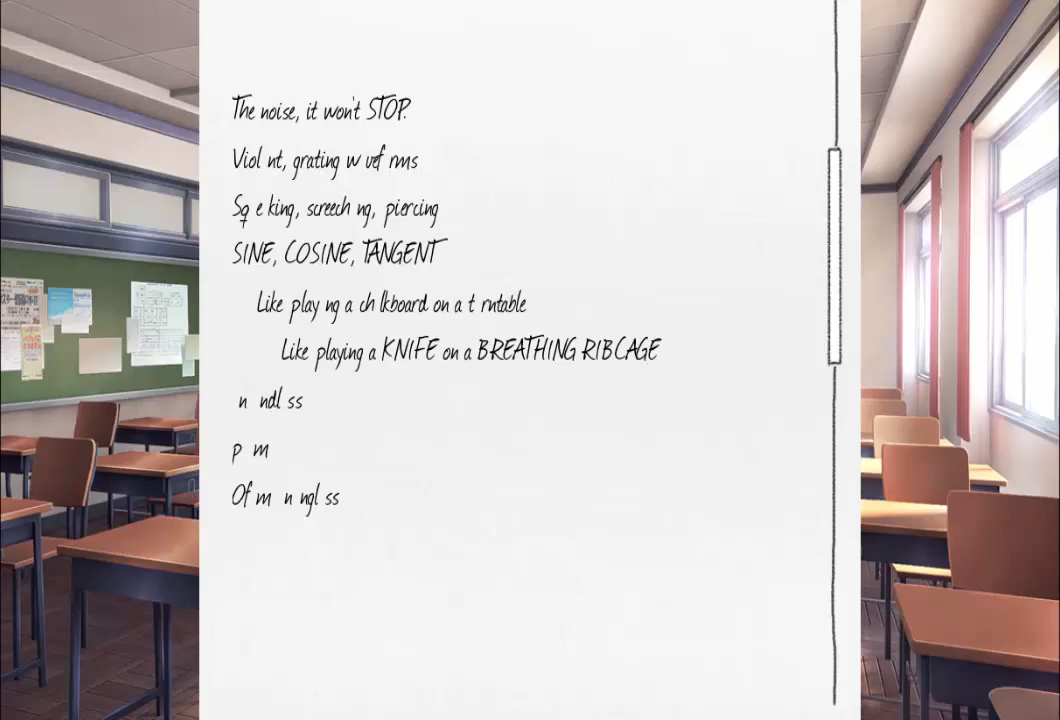 The noise, it won't STOP.
Viol nt, grating w vef rms
Sq e king, screech ng, piercing
SINE, COSINE, TANGENT
Like play ng a ch lkboard on a t rntable
Like playing a KNIFE on a BREATHING RIBCAGE
n ndl ss
p m
Of m n ngl ss